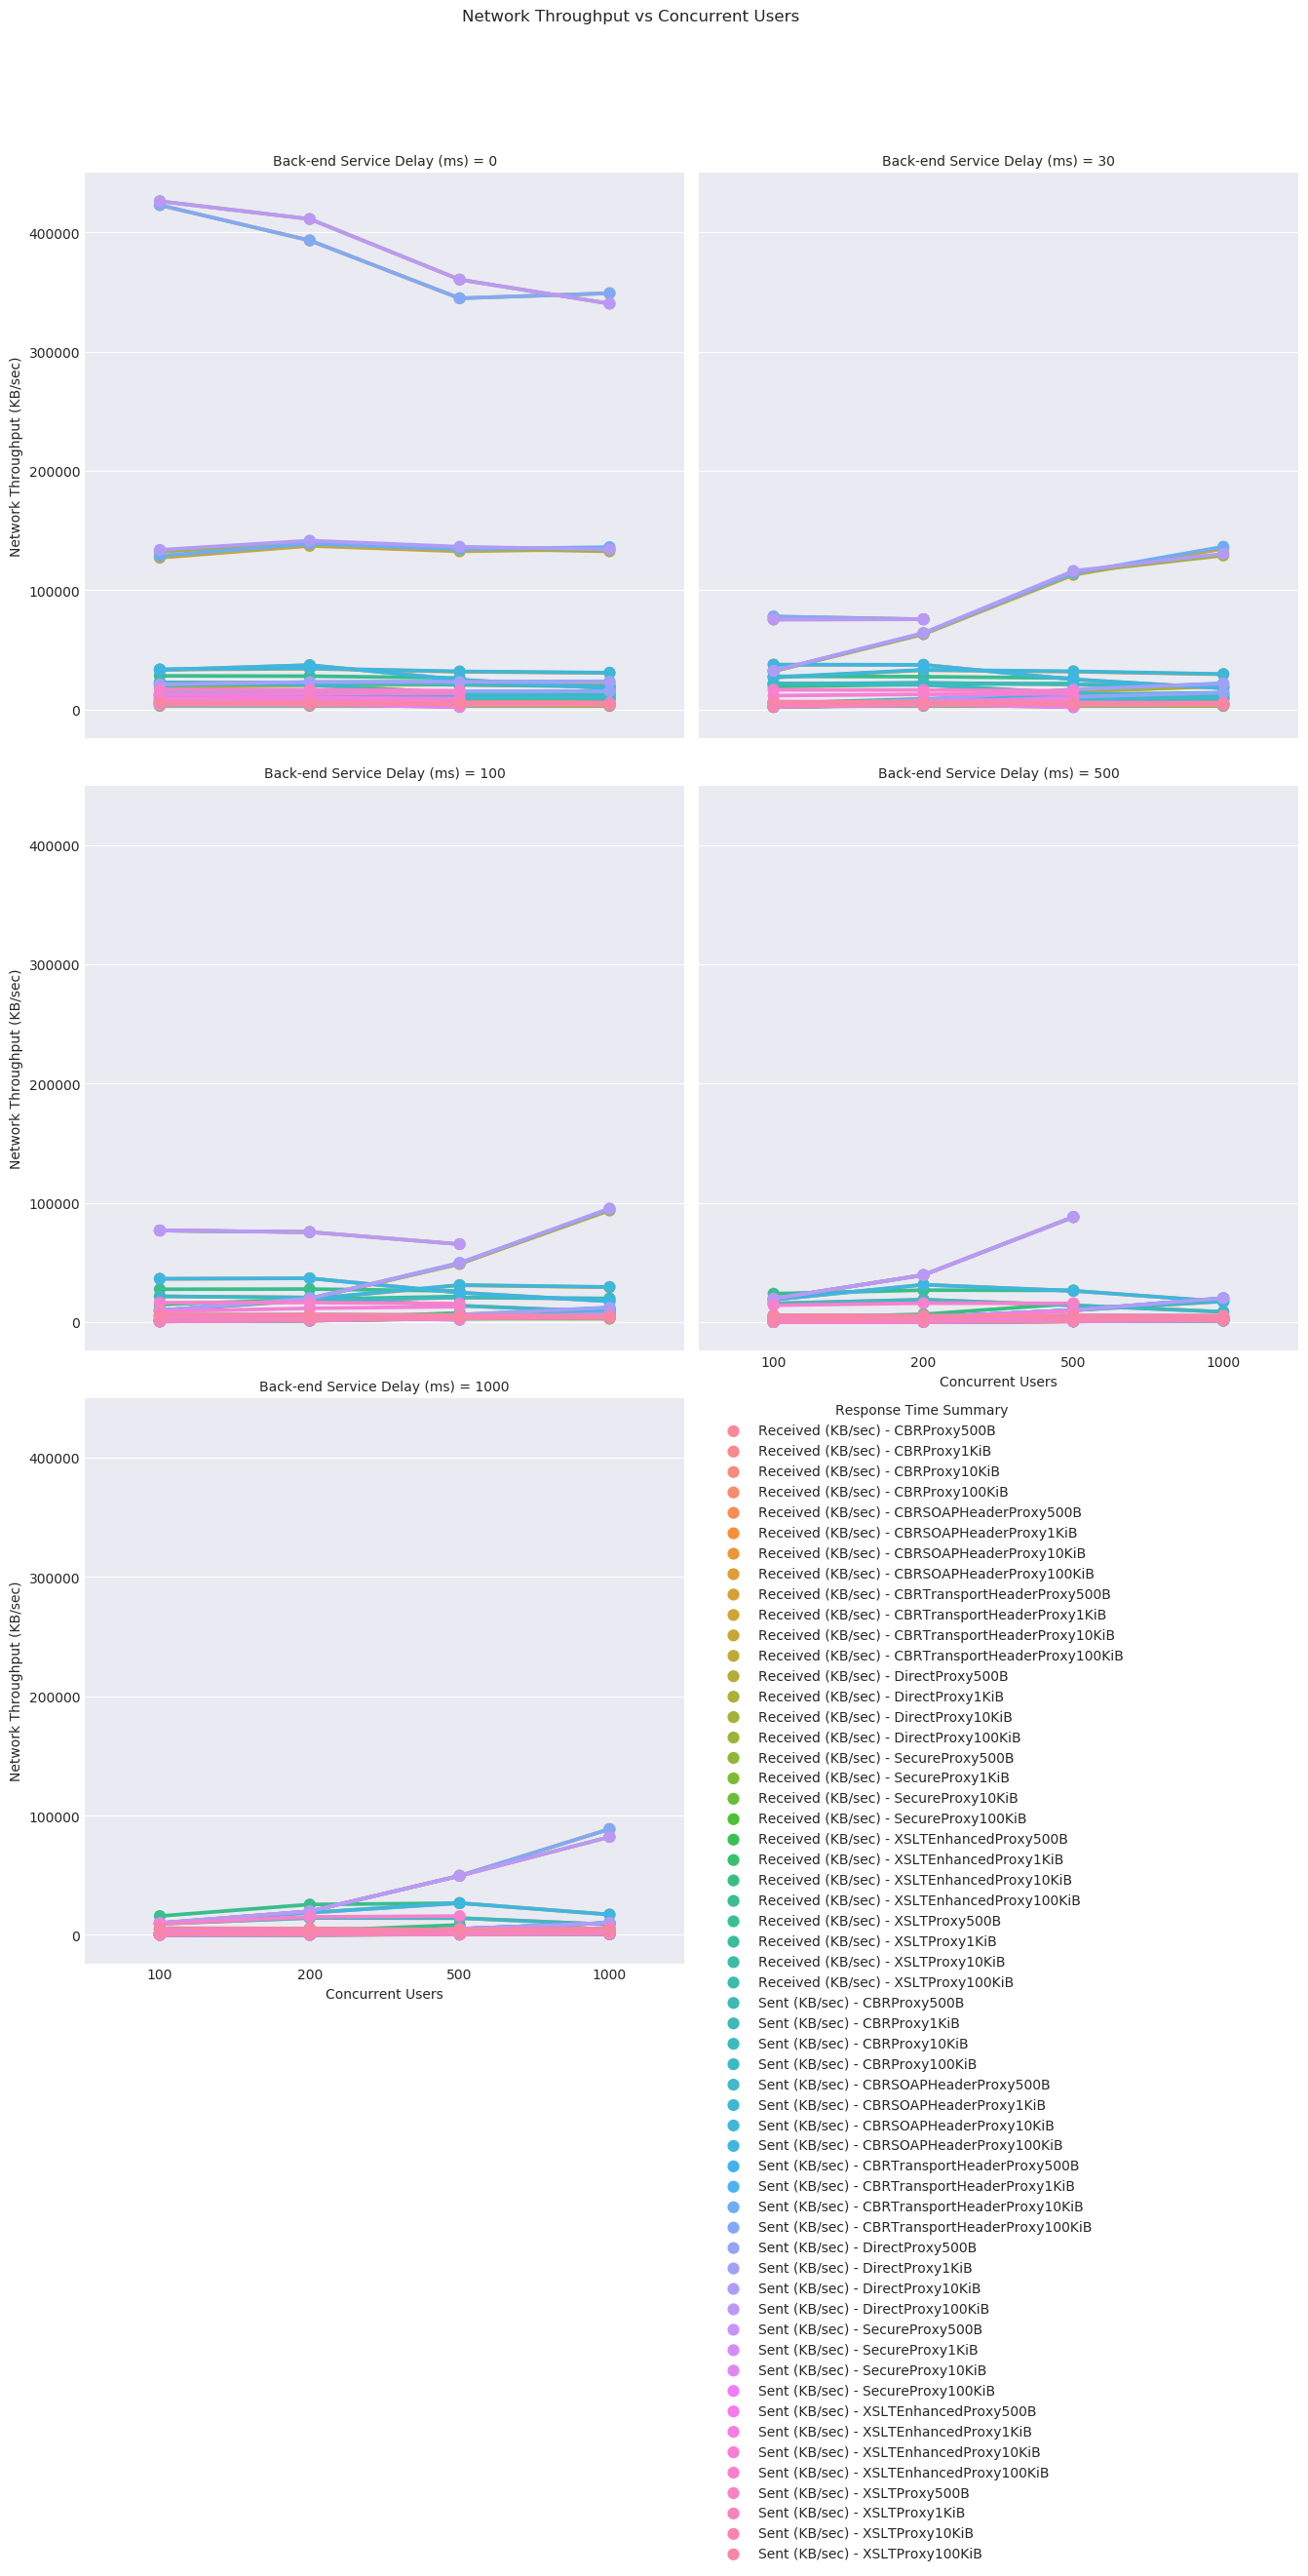 Network Throughput vs Concurrent Users
Back-end Service Delay (ms) = 0
Back-end Service Delay (ms) = 30
Network Throughput (KB/sec)
400000
300000
200000
100000
0
Back-end Service Delay (ms) = 100
Back-end Service Delay (ms) = 500
Network Throughput (KB/sec)
400000
300000
200000
100000
0
100 200 500 1000
Concurrent Users
Back-end Service Delay (ms) = 1000
Network Throughput (KB/sec)
400000
300000
200000
100000
0
100 200 500 1000
Concurrent Users
Response Time Summary
Received (KB/sec) - CBRProxy500B
Received (KB/sec) - CBRProxy1KiB
Received (KB/sec) - CBRProxy10KiB
Received (KB/sec) - CBRProxy100KiB
Received (KB/sec) - CBRSOAPHeaderProxy500B
Received (KB/sec) - CBRSOAPHeaderProxy1KiB
Received (KB/sec) - CBRSOAPHeaderProxy10KiB
Received (KB/sec) - CBRSOAPHeaderProxy100KiB
Received (KB/sec) - CBRTransportHeaderProxy500B
Received (KB/sec) - CBRTransportHeaderProxy1KiB
Received (KB/sec) - CBRTransportHeaderProxy10KiB
Received (KB/sec) - CBRTransportHeaderProxy100KiB
Received (KB/sec) - DirectProxy500B
Received (KB/sec) - DirectProxy1KiB
Received (KB/sec) - DirectProxy10KiB
Received (KB/sec) - DirectProxy100KiB
Received (KB/sec) - SecureProxy500B
Received (KB/sec) - SecureProxy1KiB
Received (KB/sec) - SecureProxy10KiB
Received (KB/sec) - SecureProxy100KiB
Received (KB/sec) - XSLTEnhancedProxy500B
Received (KB/sec) - XSLTEnhancedProxy1KiB
Received (KB/sec) - XSLTEnhancedProxy10KiB
Received (KB/sec) - XSLTEnhancedProxy100KiB
Received (KB/sec) - XSLTProxy500B
Received (KB/sec) - XSLTProxy1KiB
Received (KB/sec) - XSLTProxy10KiB
Received (KB/sec) - XSLTProxy100KiB
Sent (KB/sec) - CBRProxy500B
Sent (KB/sec) - CBRProxy1KiB
Sent (KB/sec) - CBRProxy10KiB
Sent (KB/sec) - CBRProxy100KiB
Sent (KB/sec) - CBRSOAPHeaderProxy500B
Sent (KB/sec) - CBRSOAPHeaderProxy1KiB
Sent (KB/sec) - CBRSOAPHeaderProxy10KiB
Sent (KB/sec) - CBRSOAPHeaderProxy100KiB
Sent (KB/sec) - CBRTransportHeaderProxy500B
Sent (KB/sec) - CBRTransportHeaderProxy1KiB
Sent (KB/sec) - CBRTransportHeaderProxy10KiB
Sent (KB/sec) - CBRTransportHeaderProxy100KiB
Sent (KB/sec) - DirectProxy500B
Sent (KB/sec) - DirectProxy1KiB
Sent (KB/sec) - DirectProxy10KiB
Sent (KB/sec) - DirectProxy100KiB
Sent (KB/sec) - SecureProxy500B
Sent (KB/sec) - SecureProxy1KiB
Sent (KB/sec) - SecureProxy10KiB
Sent (KB/sec) - SecureProxy100KiB
Sent (KB/sec) - XSLTEnhancedProxy500B
Sent (KB/sec) - XSLTEnhancedProxy1KiB
Sent (KB/sec) - XSLTEnhancedProxy10KiB
Sent (KB/sec) - XSLTEnhancedProxy100KiB
Sent (KB/sec) - XSLTProxy500B
Sent (KB/sec) - XSLTProxy1KiB
Sent (KB/sec) - XSLTProxy10KiB
Sent (KB/sec) - XSLTProxy100KiB